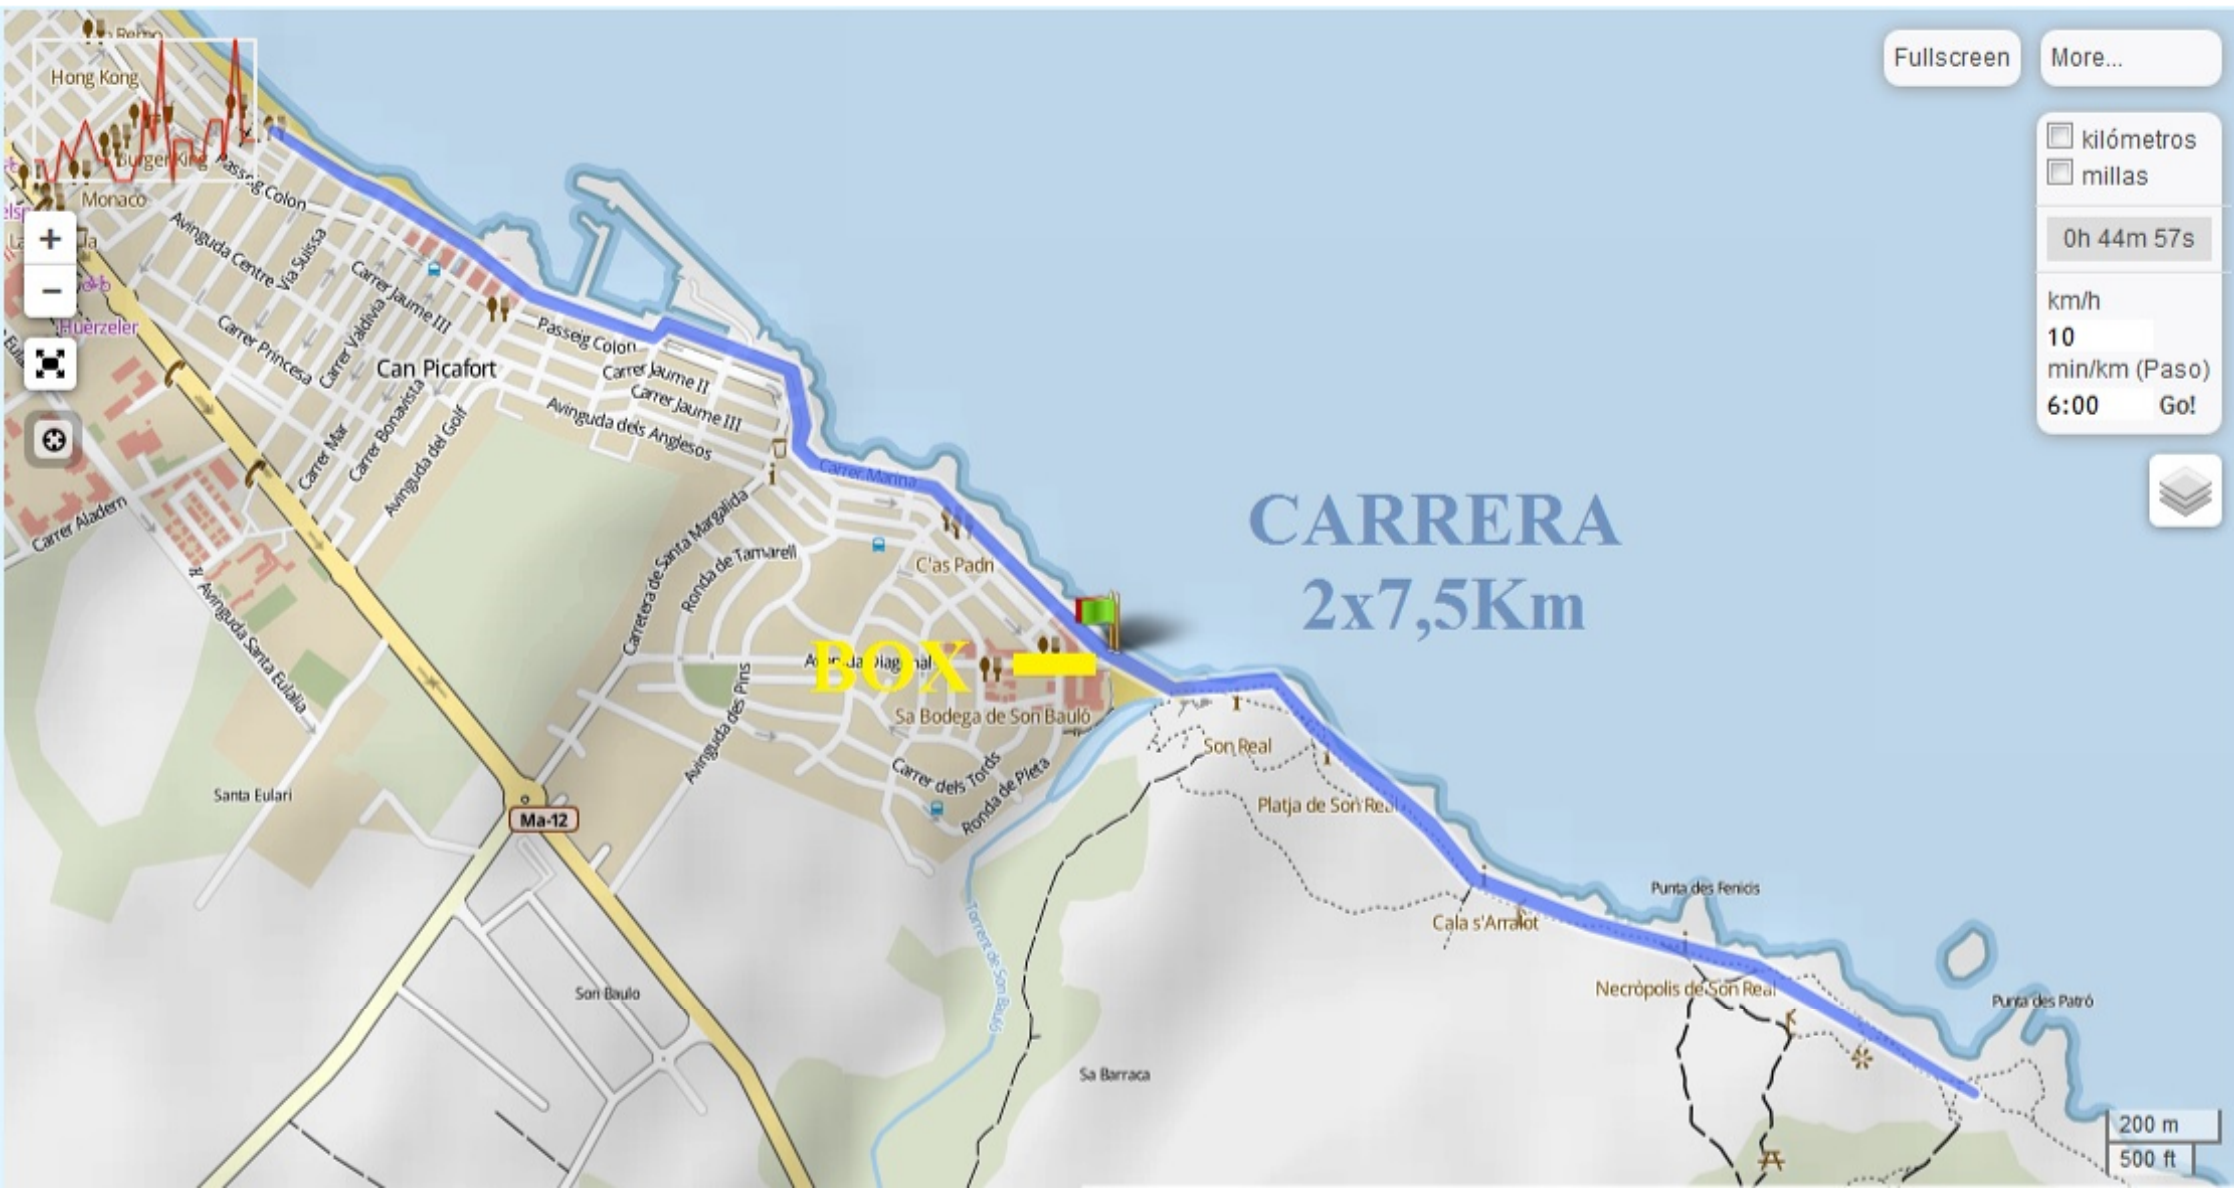 Remo
Hong Kong
Burger King
Monaco
Huerzeler
Passeig Colon
Avinguda Centre
Via Suissa
Carrer Jaume III
Carrer Valdivia
Carrer Princesa
Can Picafort
Carrer Mar
Carrer Bonavista
Avinguda del Golf
Passeig Colon
Carrer Jaume II
Carrer Jaume III
Avinguda dels Anglesos
Carrer Marina
Carretera de Santa Margalida
Ronda de Tamarell
C'as Padri
BOX
Sa Bodega de Son Bauló
Avinguda des Pins
Carrer dels Tords
Ronda de Pleta
Carrer Aladern
Avinguda Santa Eulalia
Santa Eulari
Ma-12
Son Baulo
Torrent de Son Bauló
Sa Barraca
Son Real
Platja de Son Real
Cala s'Arralot
Punta des Fenicis
Necròpolis de Son Real
Punta des Patró
CARRERA
2x7,5Km
Fullscreen
More...
kilómetros
millas
0h 44m 57s
km/h
10
min/km (Paso)
6:00 Go!
200 m
500 ft
+
−